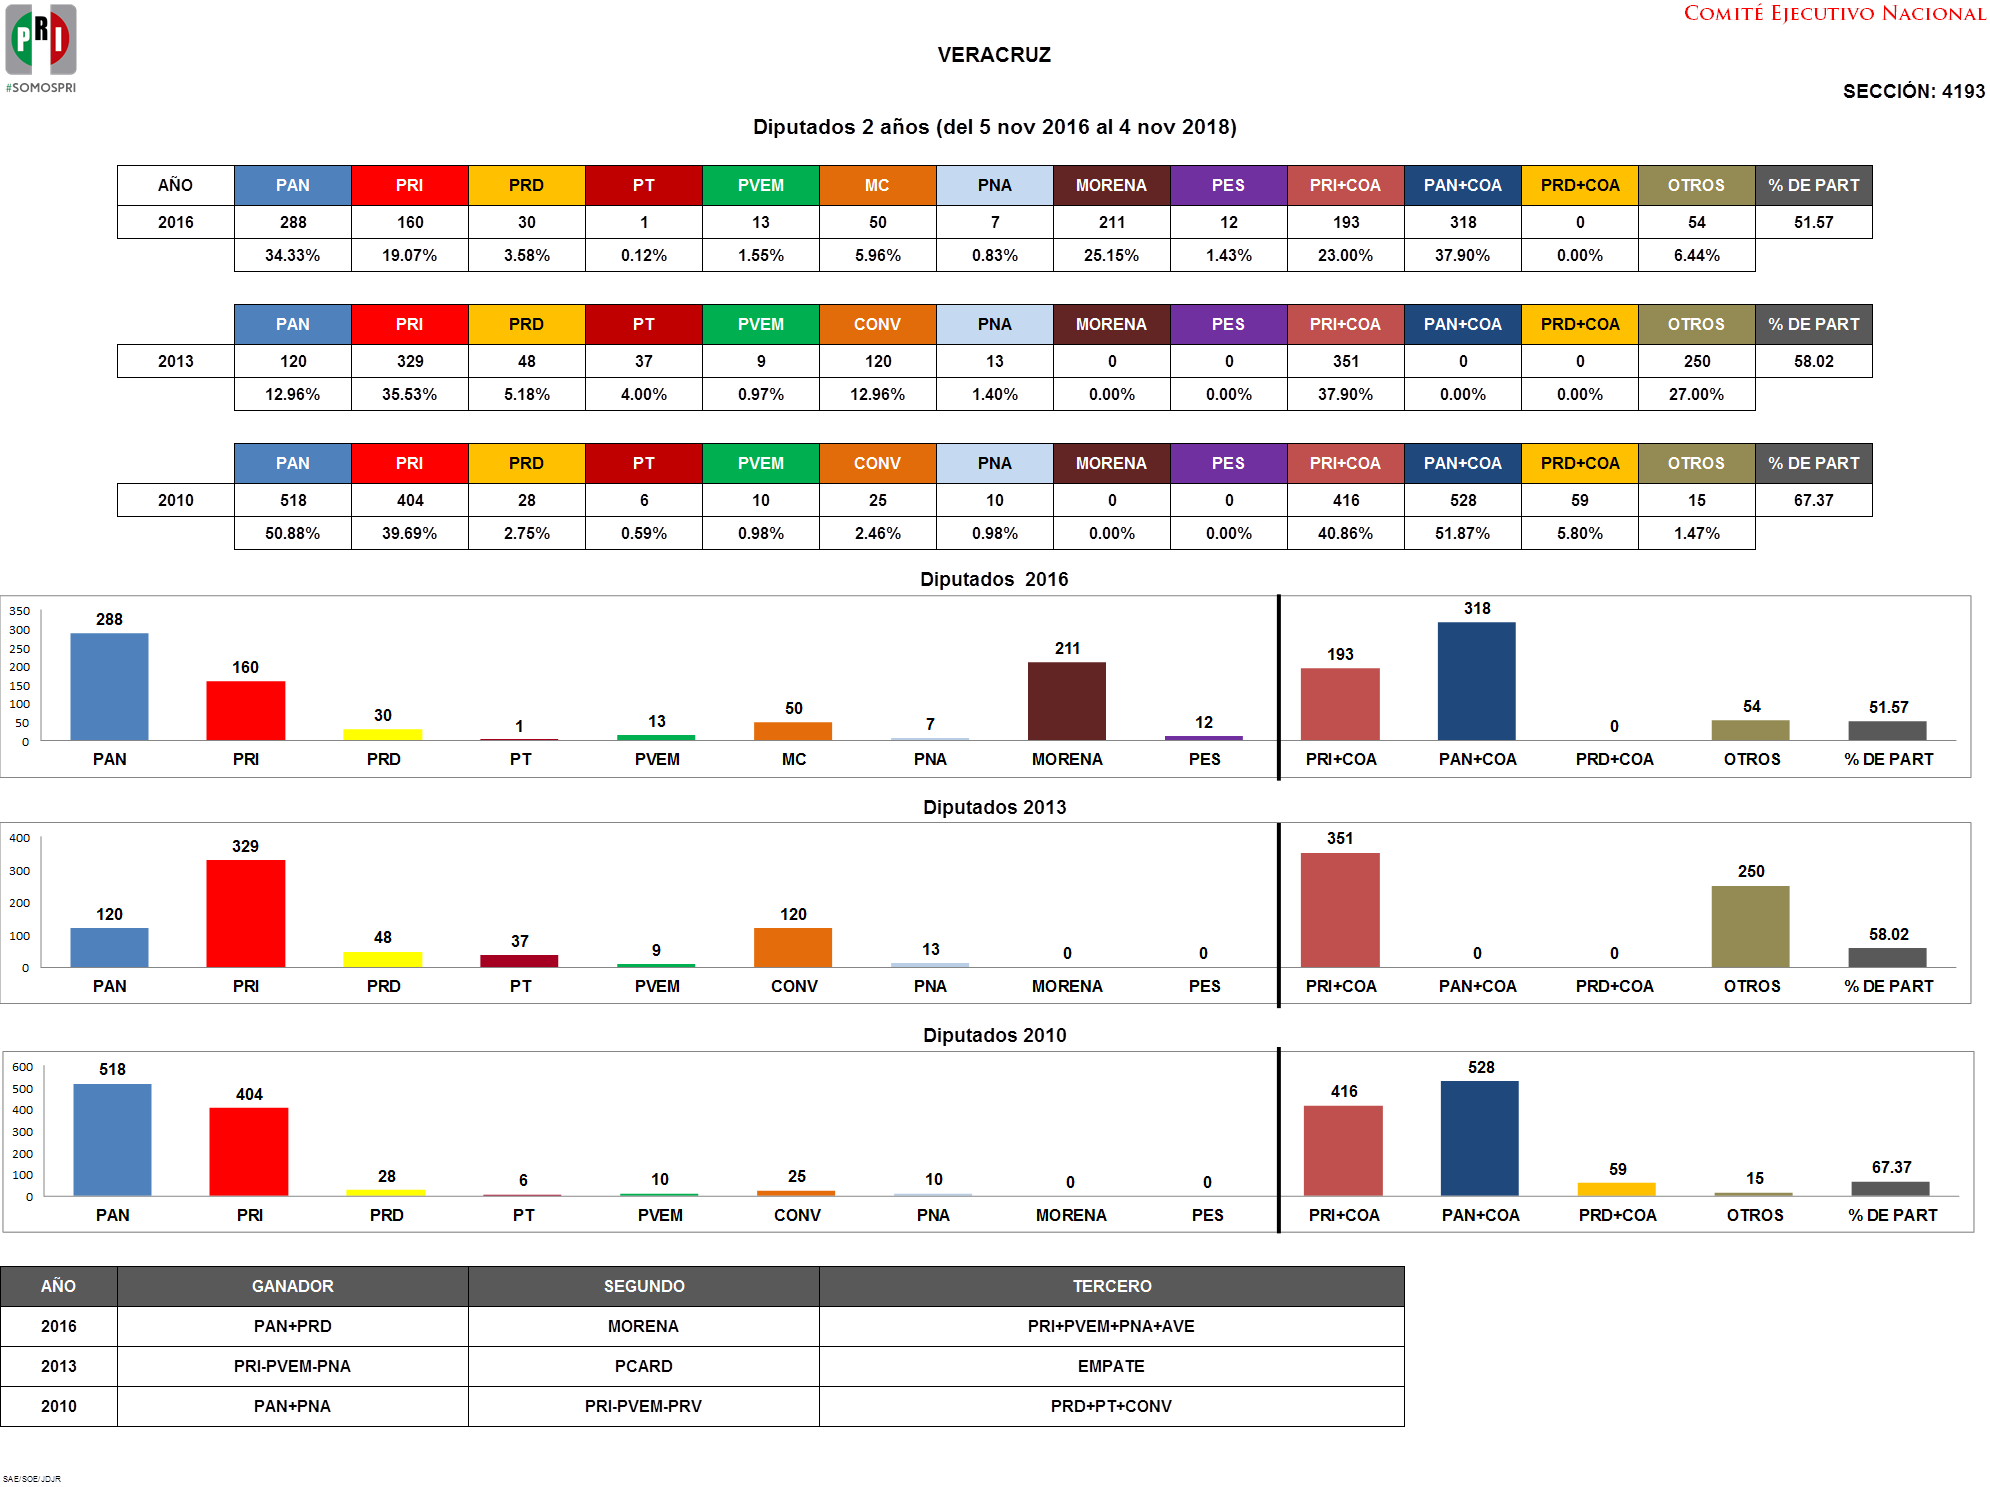 COMITÉ EJECUTIVO NACIONAL
PRI
#SOMOSPRI
VERACRUZ
SECCIÓN: 4193
Diputados 2 años (del 5 nov 2016 al 4 nov 2018)
AÑO PAN PRI PRD PT PVEM MC PNA MORENA PES PRI+COA PAN+COA PRD+COA OTROS % DE PART
2016 288 160 30 1 13 50 7 211 12 193 318 0 54 51.57
34.33% 19.07% 3.58% 0.12% 1.55% 5.96% 0.83% 25.15% 1.43% 23.00% 37.90% 0.00% 6.44%
PAN PRI PRD PT PVEM CONV PNA MORENA PES PRI+COA PAN+COA PRD+COA OTROS % DE PART
2013 120 329 48 37 9 120 13 0 0 351 0 0 250 58.02
12.96% 35.53% 5.18% 4.00% 0.97% 12.96% 1.40% 0.00% 0.00% 37.90% 0.00% 0.00% 27.00%
PAN PRI PRD PT PVEM CONV PNA MORENA PES PRI+COA PAN+COA PRD+COA OTROS % DE PART
2010 518 404 28 6 10 25 10 0 0 416 528 59 15 67.37
50.88% 39.69% 2.75% 0.59% 0.98% 2.46% 0.98% 0.00% 0.00% 40.86% 51.87% 5.80% 1.47%
Diputados 2016
350
300
250
200
150
100
50
0
288 160 30 1 13 50 7 211 12 193 318 0 54 51.57
PAN PRI PRD PT PVEM MC PNA MORENA PES PRI+COA PAN+COA PRD+COA OTROS % DE PART
Diputados 2013
400
300
200
100
0
120 329 48 37 9 120 13 0 0 351 0 0 250 58.02
PAN PRI PRD PT PVEM CONV PNA MORENA PES PRI+COA PAN+COA PRD+COA OTROS % DE PART
Diputados 2010
600
500
400
300
200
100
0
518 404 28 6 10 25 10 0 0 416 528 59 15 67.37
PAN PRI PRD PT PVEM CONV PNA MORENA PES PRI+COA PAN+COA PRD+COA OTROS % DE PART
AÑO GANADOR SEGUNDO TERCERO
2016 PAN+PRD MORENA PRI+PVEM+PNA+AVE
2013 PRI-PVEM-PNA PCARD EMPATE
2010 PAN+PNA PRI-PVEM-PRV PRD+PT+CONV
SAE/SOE/JDJR